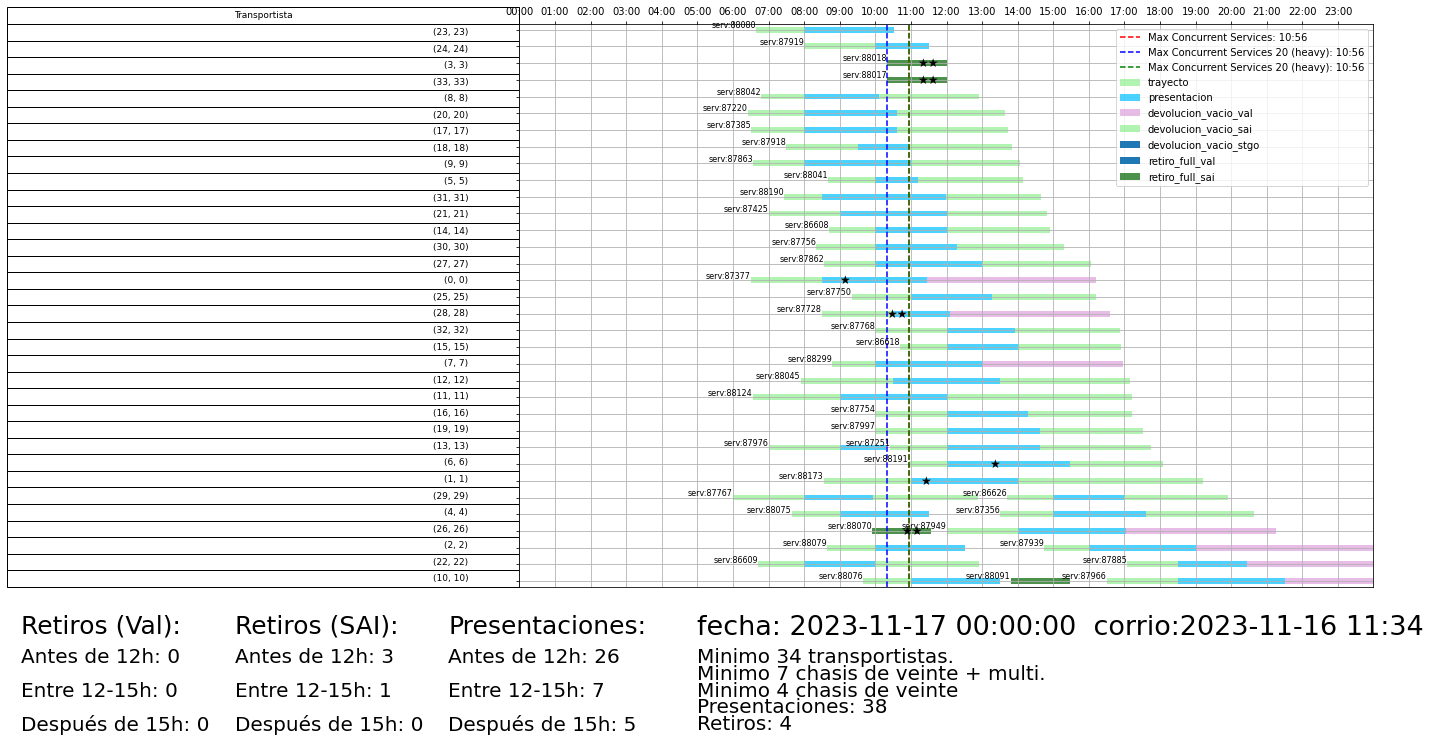 Transportista
00:00 01:00 02:00 03:00 04:00 05:00 06:00 07:00 08:00 09:00 10:00 11:00 12:00 13:00 14:00 15:00 16:00 17:00 18:00 19:00 20:00 21:00 22:00 23:00
(23, 23) serv:88080
(24, 24) serv:87919
(3, 3) serv:88018
(33, 33) serv:88017
(8, 8) serv:88042
(20, 20) serv:87220
(17, 17) serv:87385
(18, 18) serv:87918
(9, 9) serv:87863
(5, 5) serv:88041
(31, 31) serv:88190
(21, 21) serv:87425
(14, 14) serv:86608
(30, 30) serv:87756
(27, 27) serv:87862
(0, 0) serv:87377
(25, 25) serv:87750
(28, 28) serv:87728
(32, 32) serv:87768
(15, 15) serv:86618
(7, 7) serv:88299
(12, 12) serv:88045
(11, 11) serv:88124
(16, 16) serv:87754
(19, 19) serv:87997
(13, 13) serv:87976 serv:87251
(6, 6) serv:88191
(1, 1) serv:88173
(29, 29) serv:87767 serv:86626
(4, 4) serv:88075 serv:87356
(26, 26) serv:88070 serv:87949
(2, 2) serv:88079 serv:87939
(22, 22) serv:86609 serv:87885
(10, 10) serv:88076 serv:88091 serv:87966
Max Concurrent Services: 10:56
Max Concurrent Services 20 (heavy): 10:56
Max Concurrent Services 20 (heavy): 10:56
trayecto
presentacion
devolucion_vacio_val
devolucion_vacio_sai
devolucion_vacio_stgo
retiro_full_val
retiro_full_sai
Retiros (Val):
Antes de 12h: 0
Entre 12-15h: 0
Después de 15h: 0
Retiros (SAI):
Antes de 12h: 3
Entre 12-15h: 1
Después de 15h: 0
Presentaciones:
Antes de 12h: 26
Entre 12-15h: 7
Después de 15h: 5
fecha: 2023-11-17 00:00:00 corrio:2023-11-16 11:34
Minimo 34 transportistas.
Minimo 7 chasis de veinte + multi.
Minimo 4 chasis de veinte
Presentaciones: 38
Retiros: 4